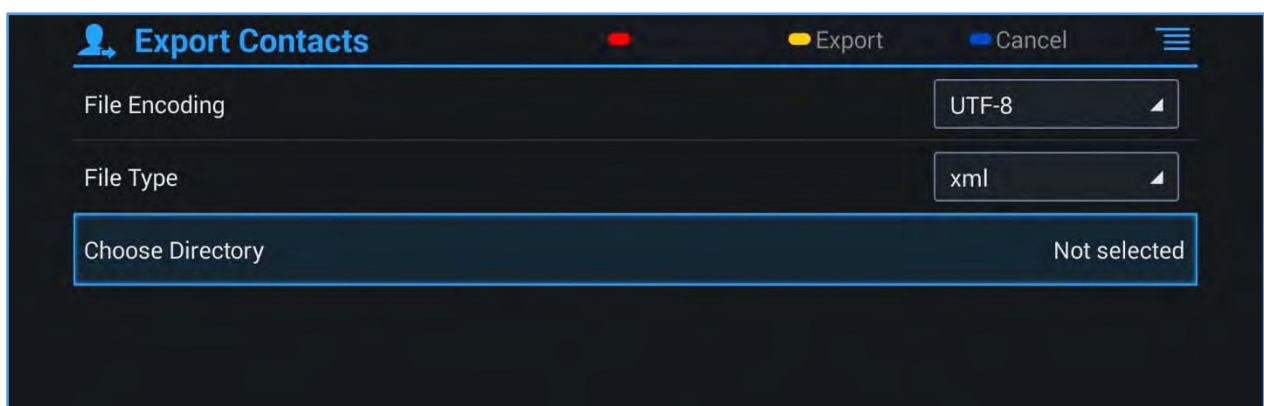 Export Contacts Export Cancel
File Encoding UTF-8
File Type xml
Choose Directory Not selected